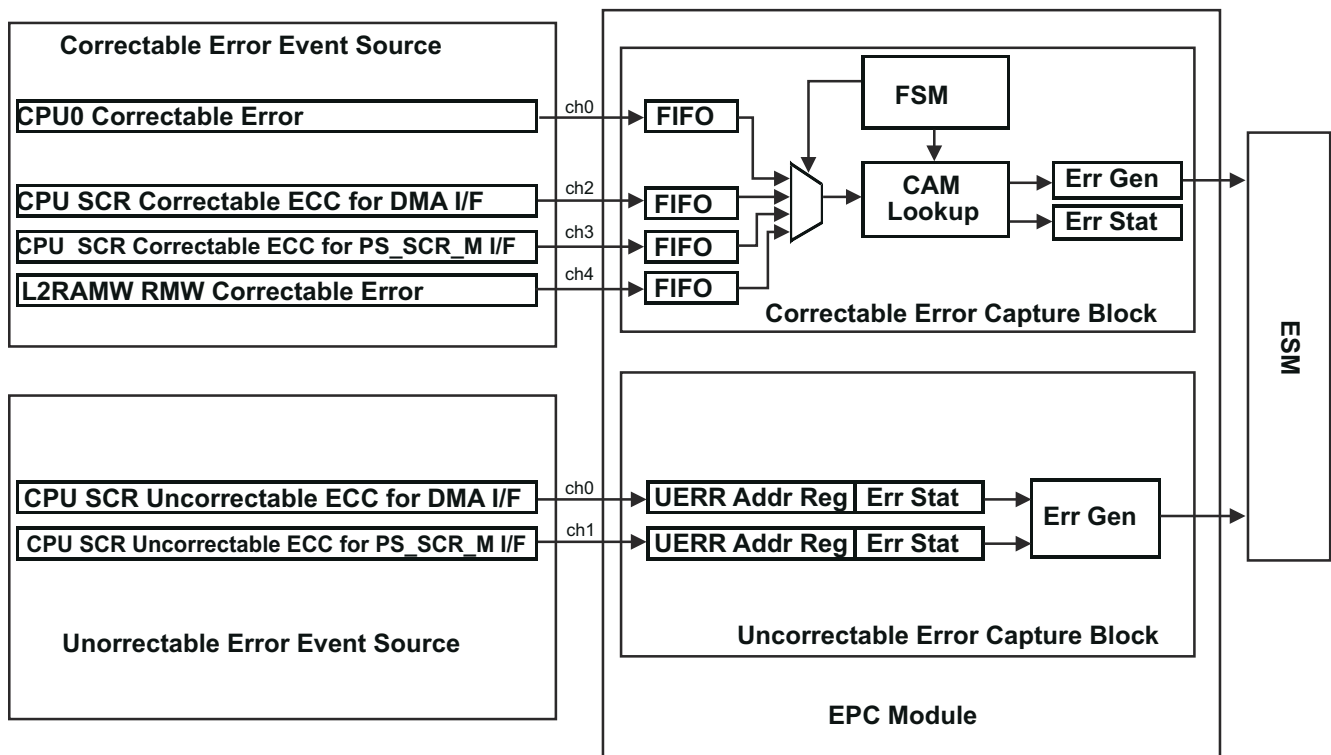 Correctable Error Event Source
CPU0 Correctable Error
CPU SCR Correctable ECC for DMA I/F
CPU  SCR Correctable ECC for PS_SCR_M I/F
L2RAMW RMW Correctable Error
ch0
ch2
ch3
ch4
FIFO
FIFO
FIFO
FIFO
FSM
CAM
Lookup
Err Gen
Err Stat
Correctable Error Capture Block
CPU SCR Uncorrectable ECC for DMA I/F
CPU SCR Uncorrectable ECC for PS_SCR_M I/F
Unorrectable Error Event Source
ch0
ch1
UERR Addr Reg
Err Stat
UERR Addr Reg
Err Stat
Err Gen
Uncorrectable Error Capture Block
EPC Module
ESM